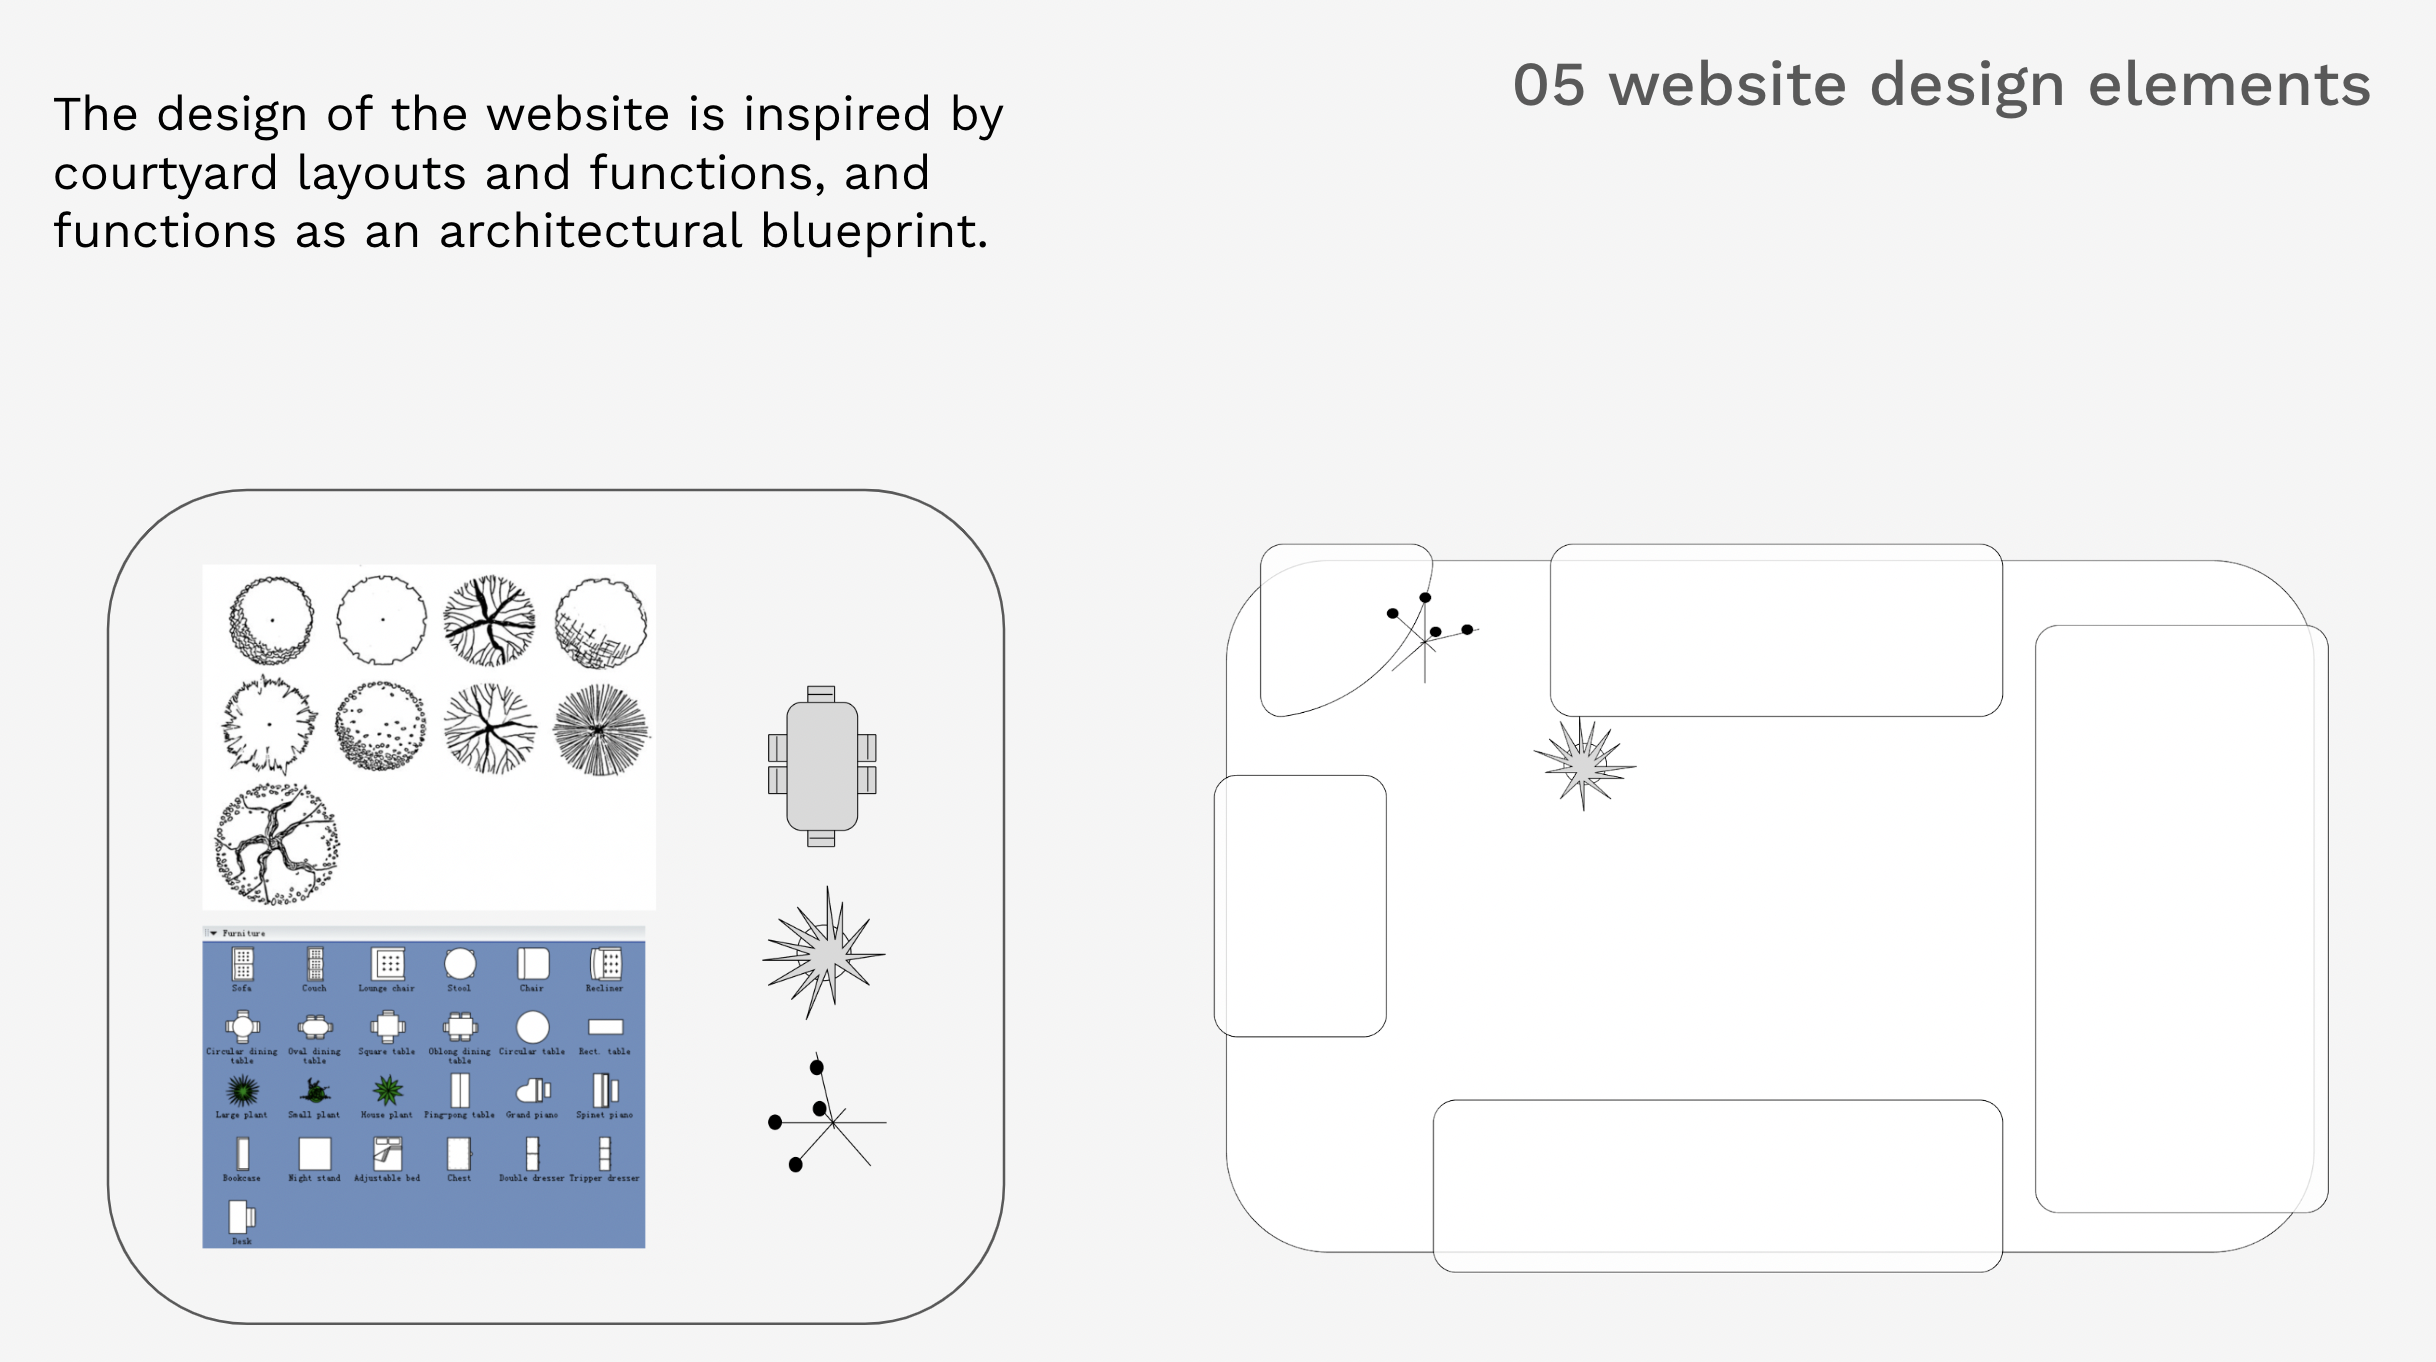 05 website design elements
The design of the website is inspired by
courtyard layouts and functions, and
functions as an architectural blueprint.
Furniture
Sofa
Couch
Lounge chair
Stool
Chair
Recliner
Circular dining
table
Oval dining
table
Square table
Oblong dining
table
Circular table
Rect. table
Large plant
Small plant
House plant
Ping-pong table
Grand piano
Spinet piano
Bookcase
Night stand
Adjustable bed
Chest
Double dresser
Tripper dresser
Desk